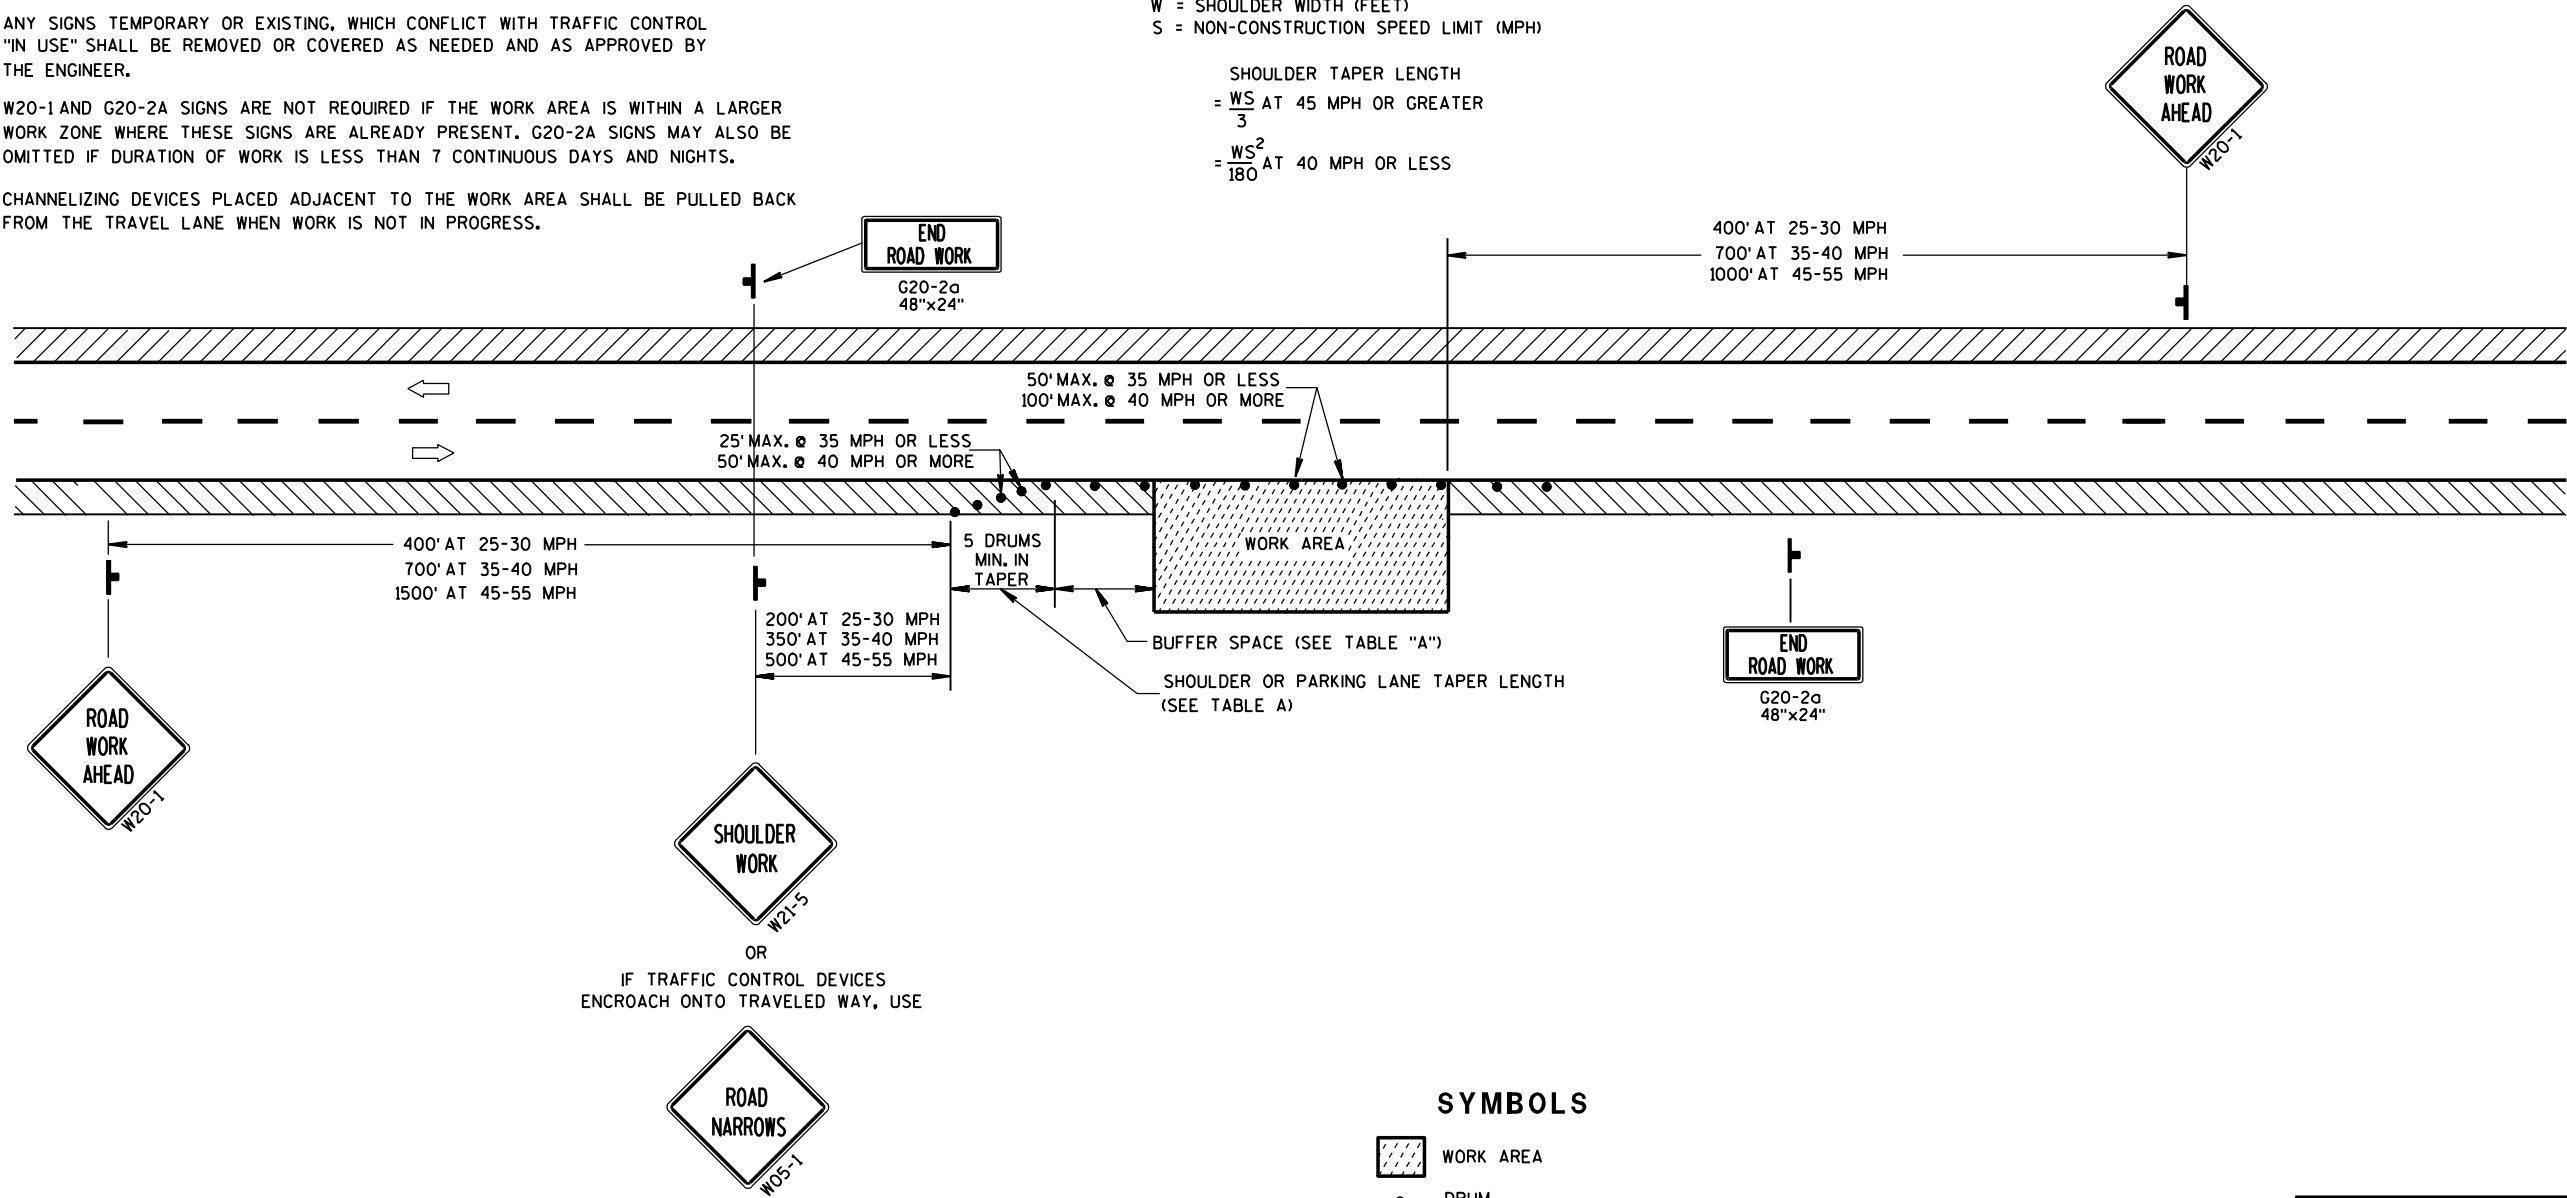 ANY SIGNS TEMPORARY OR EXISTING, WHICH CONFLICT WITH TRAFFIC CONTROL
"IN USE" SHALL BE REMOVED OR COVERED AS NEEDED AND AS APPROVED BY
THE ENGINEER.
W20-1 AND G20-2A SIGNS ARE NOT REQUIRED IF THE WORK AREA IS WITHIN A LARGER
WORK ZONE WHERE THESE SIGNS ARE ALREADY PRESENT. G20-2A SIGNS MAY ALSO BE
OMITTED IF DURATION OF WORK IS LESS THAN 7 CONTINUOUS DAYS AND NIGHTS.
CHANNELIZING DEVICES PLACED ADJACENT TO THE WORK AREA SHALL BE PULLED BACK
FROM THE TRAVEL LANE WHEN WORK IS NOT IN PROGRESS.
W = SHOULDER WIDTH (FEET)
S = NON-CONSTRUCTION SPEED LIMIT (MPH)
SHOULDER TAPER LENGTH
= WS/3 AT 45 MPH OR GREATER
= WS²/180 AT 40 MPH OR LESS
ROAD
WORK
AHEAD
W20-1
END
ROAD WORK
G20-2a
48"x24"
400' AT 25-30 MPH
700' AT 35-40 MPH
1000' AT 45-55 MPH
50' MAX. @ 35 MPH OR LESS
100' MAX. @ 40 MPH OR MORE
25' MAX. @ 35 MPH OR LESS
50' MAX. @ 40 MPH OR MORE
400' AT 25-30 MPH
700' AT 35-40 MPH
1500' AT 45-55 MPH
5 DRUMS
MIN. IN
TAPER
WORK AREA
200' AT 25-30 MPH
350' AT 35-40 MPH
500' AT 45-55 MPH
BUFFER SPACE (SEE TABLE "A")
SHOULDER OR PARKING LANE TAPER LENGTH
(SEE TABLE A)
END
ROAD WORK
G20-2a
48"x24"
ROAD
WORK
AHEAD
W20-1
SHOULDER
WORK
W21-5
OR
IF TRAFFIC CONTROL DEVICES
ENCROACH ONTO TRAVELED WAY, USE
ROAD
NARROWS
W05-1
SYMBOLS
WORK AREA
DRUM